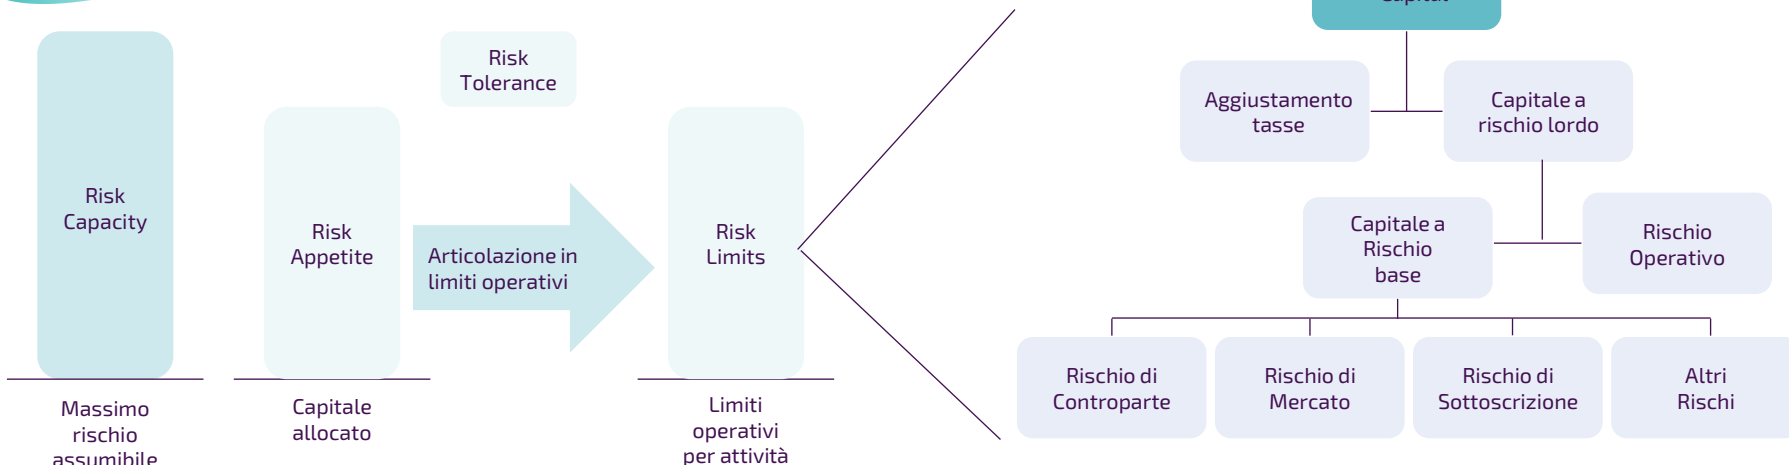 Risk
Capacity
Massimo
rischio
assumibile
Risk
Appetite
Capitale
allocato
Risk
Tolerance
Articolazione in
limiti operativi
Risk
Limits
Limiti
operativi
per attività
Capital
Aggiustamento
tasse
Capitale a
rischio lordo
Capitale a
Rischio
base
Rischio
Operativo
Rischio di
Controparte
Rischio di
Mercato
Rischio di
Sottoscrizione
Altri
Rischi